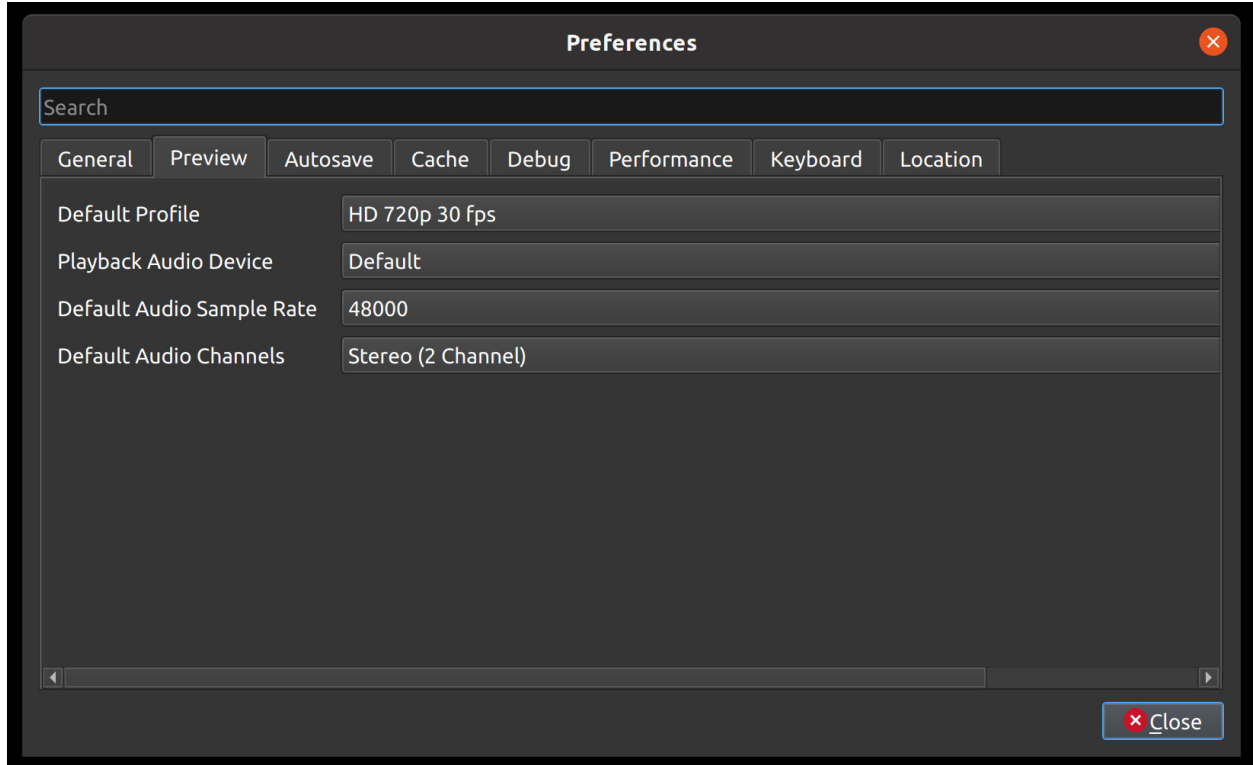 Preferences
Search
General Preview Autosave Cache Debug Performance Keyboard Location
Default Profile HD 720p 30 fps
Playback Audio Device Default
Default Audio Sample Rate 48000
Default Audio Channels Stereo (2 Channel)
Close